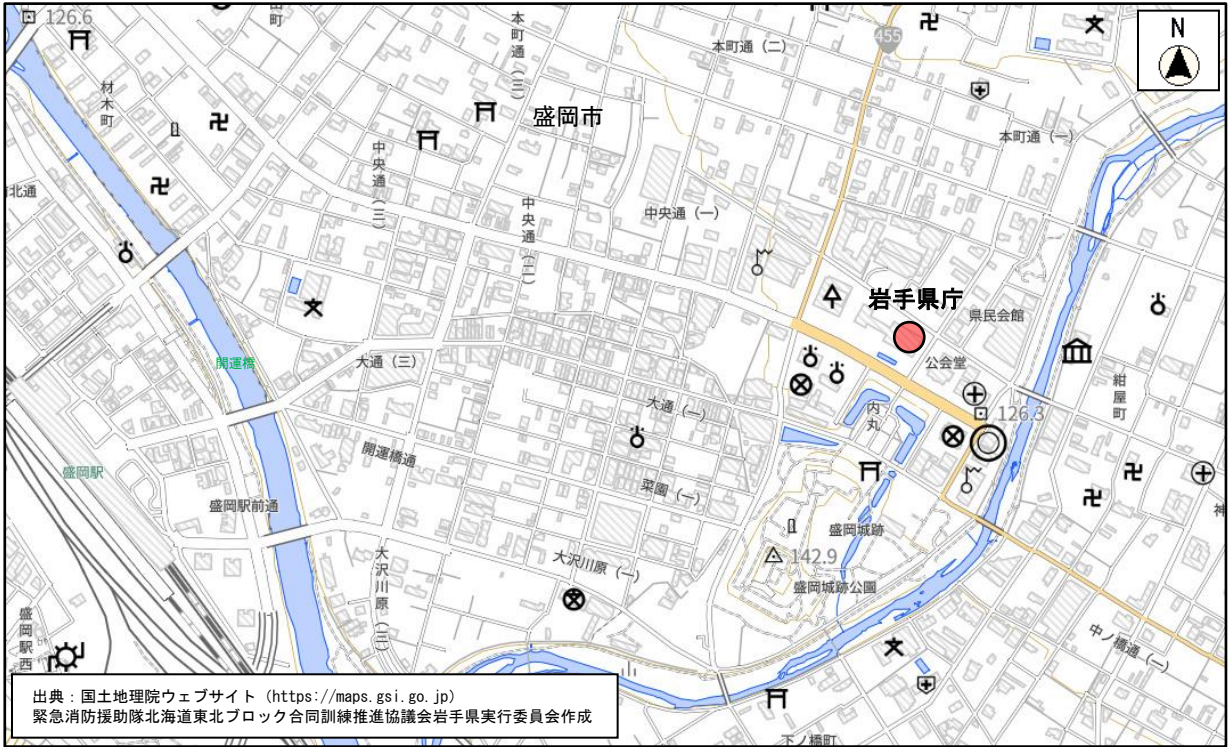 126.6
田町
本町通(三)
本町通(二)
455
N
材木町
盛岡市
本町通(一)
北通
中央通(三)
中央通(二)
中央通(一)
岩手県庁
県民会館
公会堂
開運橋
大通(三)
紺屋町
大通(一)
内丸
126.3
開運橋通
盛岡駅
菜園(一)
盛岡駅前通
神
盛岡城跡
大沢川原(三)
大沢川原(一)
142.9
盛岡城跡公園
盛岡駅西
中ノ橋通(一)
下ノ橋町
出典:国土地理院ウェブサイト(https://maps.gsi.go.jp)
緊急消防援助隊北海道東北ブロック合同訓練推進協議会岩手県実行委員会作成